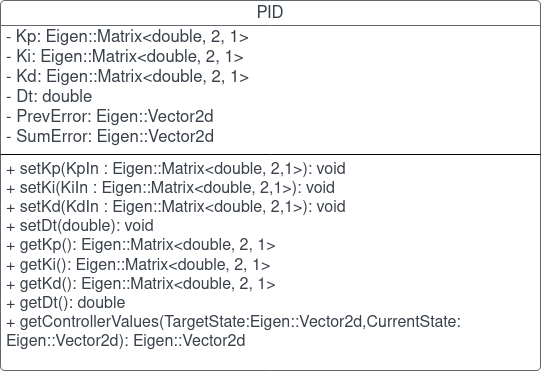 PID
- Kp: Eigen::Matrix<double, 2, 1>
- Ki: Eigen::Matrix<double, 2, 1>
- Kd: Eigen::Matrix<double, 2, 1>
- Dt: double
- PrevError: Eigen::Vector2d
- SumError: Eigen::Vector2d
+ setKp(KpIn : Eigen::Matrix<double, 2,1>): void
+ setKi(KiIn : Eigen::Matrix<double, 2,1>): void
+ setKd(KdIn : Eigen::Matrix<double, 2,1>): void
+ setDt(double): void
+ getKp(): Eigen::Matrix<double, 2, 1>
+ getKi(): Eigen::Matrix<double, 2, 1>
+ getKd(): Eigen::Matrix<double, 2, 1>
+ getDt(): double
+ getControllerValues(TargetState:Eigen::Vector2d,CurrentState:
Eigen::Vector2d): Eigen::Vector2d